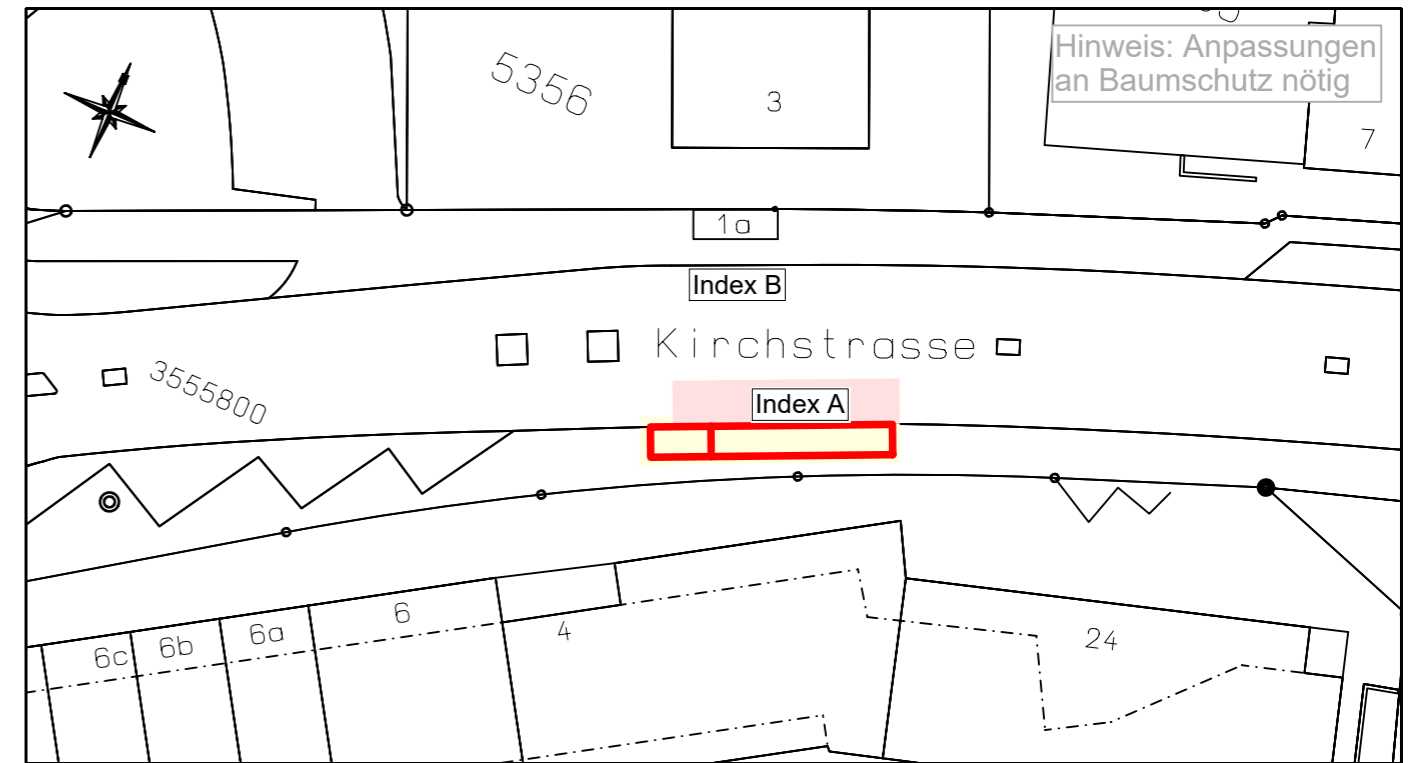 Hinweis: Anpassungen
an Baumschutz nötig
5356
3
7
1a
Index B
Kirchstrasse
3555800
Index A
6c
6b
6a
6
4
24